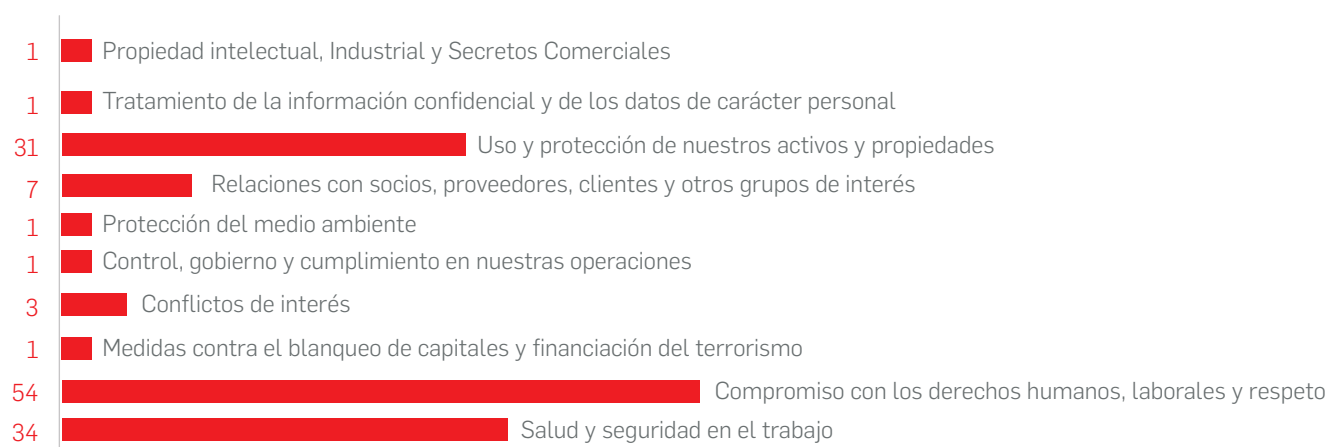 1 Propiedad intelectual, Industrial y Secretos Comerciales
1 Tratamiento de la información confidencial y de los datos de carácter personal
31 Uso y protección de nuestros activos y propiedades
7 Relaciones con socios, proveedores, clientes y otros grupos de interés
1 Protección del medio ambiente
1 Control, gobierno y cumplimiento en nuestras operaciones
3 Conflictos de interés
1 Medidas contra el blanqueo de capitales y financiación del terrorismo
54 Compromiso con los derechos humanos, laborales y respeto
34 Salud y seguridad en el trabajo